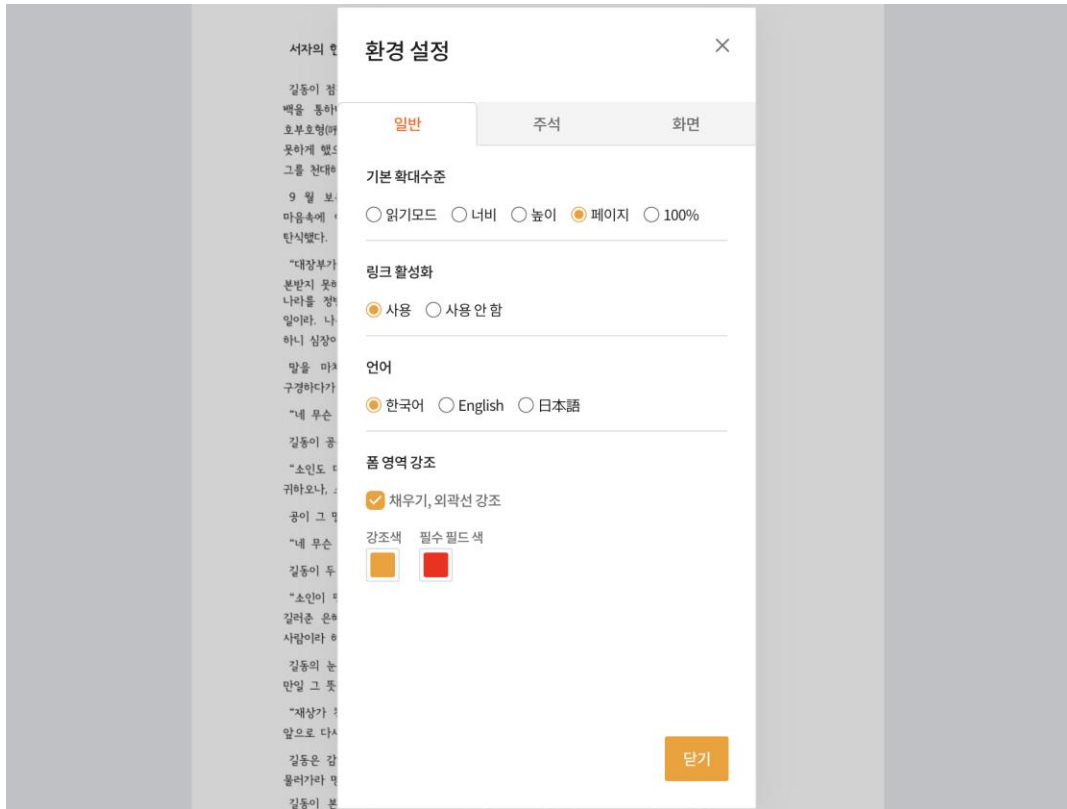 서자의
환경 설정
길동이 점
백을 통하
호부호형
못하게 했으
그를 천대하
9 월 보
마음속에
탄식했다.
"대장부가
본받지 못하
나라를 정벌
일이라. 나
하니 심장이
말을 마치
구경하다가
"네 무슨
길동이 공
"소인도
귀하오나,
공이 그
"네 무슨
길동이 두
"소인이
길러준 은혜
사람이라
길동의 눈
만일 그 뜻
"재상가
앞으로 다시
길동은 감
물러가라
길동이 본
일반 주석 화면
기본 확대수준
읽기모드 너비 높이 페이지 100%
링크 활성화
사용 사용 안 함
언어
한국어 English 日本語
폼 영역 강조
채우기, 외곽선 강조
강조색 필수 필드 색
닫기